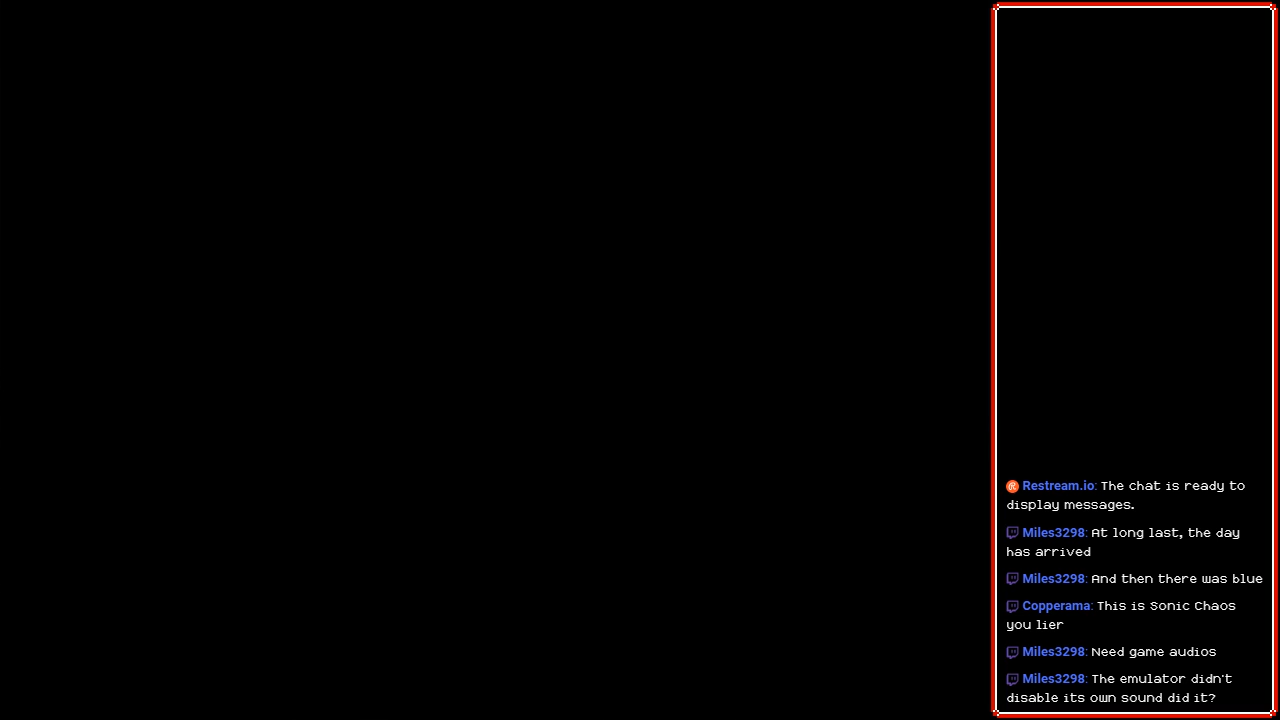 Restream.io: The chat is ready to
display messages.
Miles3298: At long last, the day
has arrived
Miles3298: And then there was blue
Copperama: This is Sonic Chaos
you lier
Miles3298: Need game audios
Miles3298: The emulator didn't
disable its own sound did it?